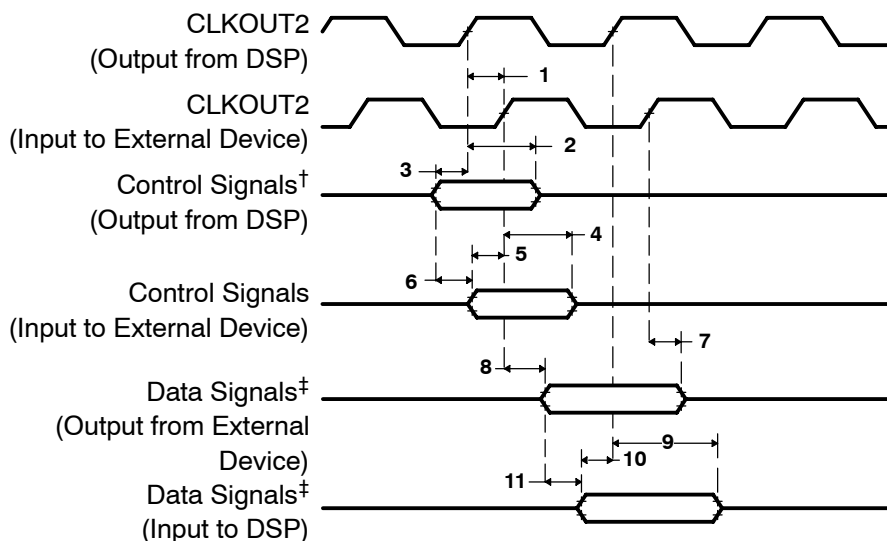 CLKOUT2
(Output from DSP)
1
CLKOUT2
(Input to External Device)
2
3
Control Signals†
(Output from DSP)
4
5
6
Control Signals
(Input to External Device)
7
8
Data Signals‡
(Output from External
Device)
9
10
11
Data Signals‡
(Input to DSP)